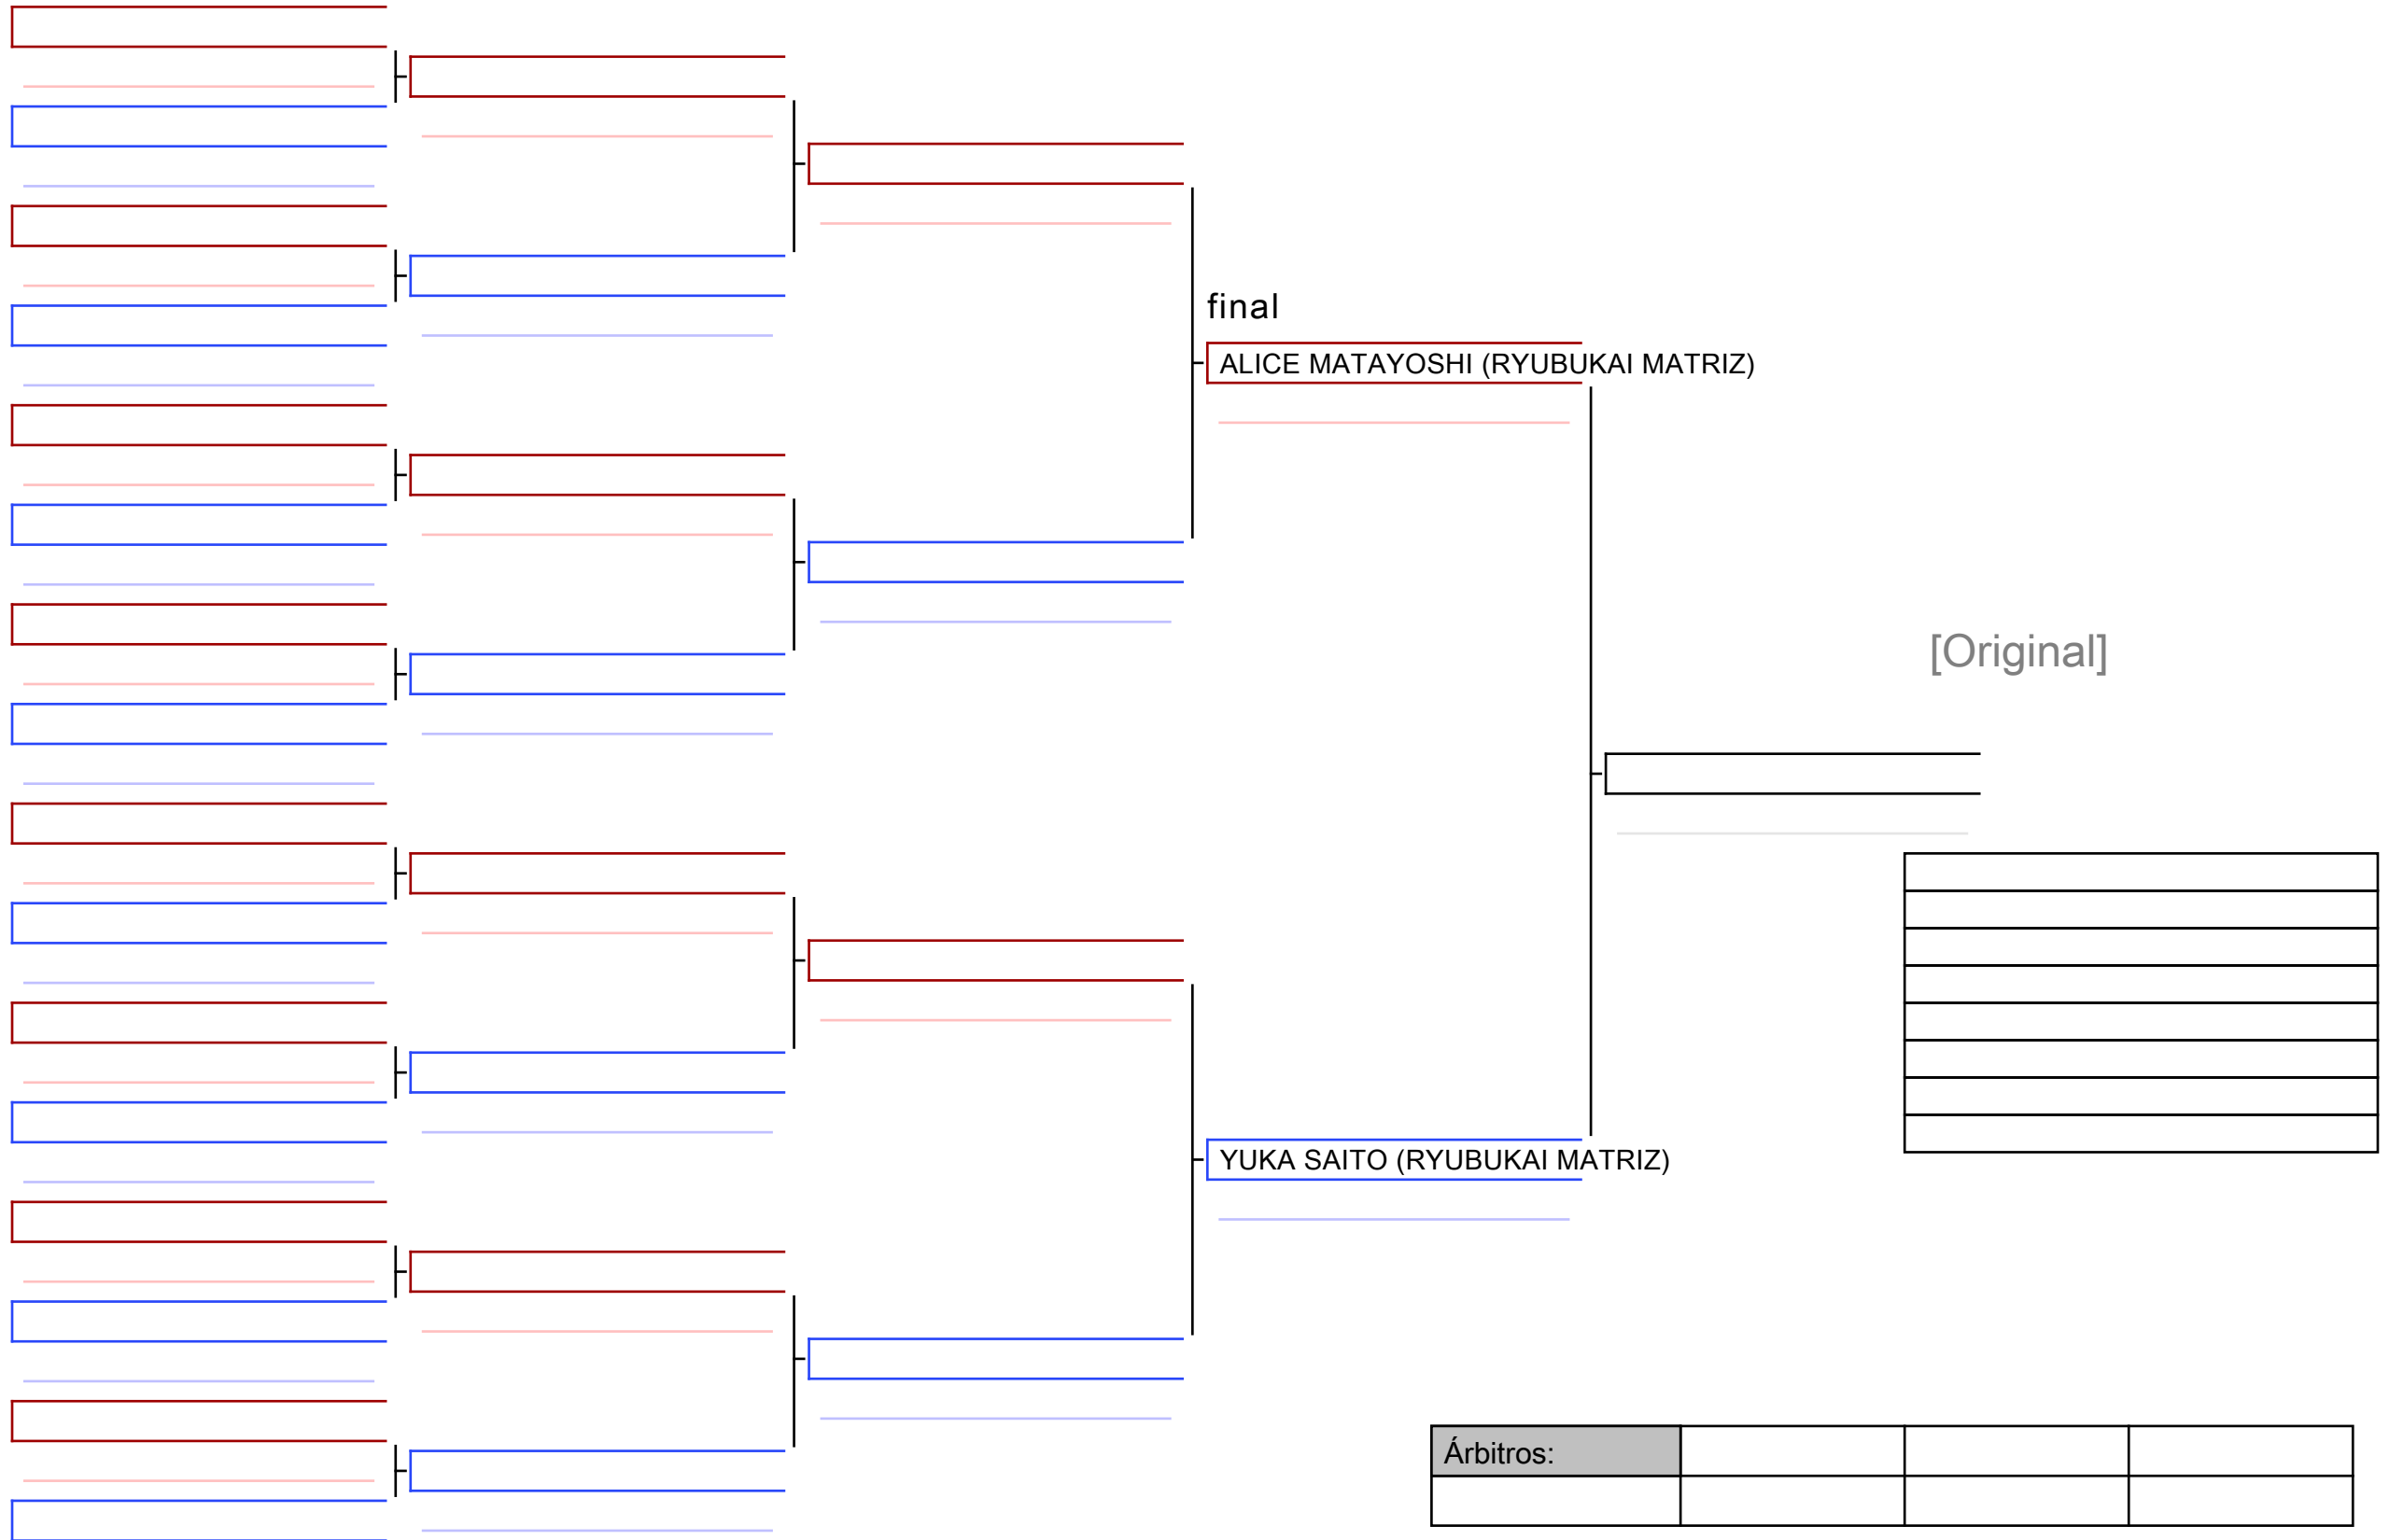 final
ALICE MATAYOSHI (RYUBUKAI MATRIZ)
[Original]
YUKA SAITO (RYUBUKAI MATRIZ)
Árbitros: